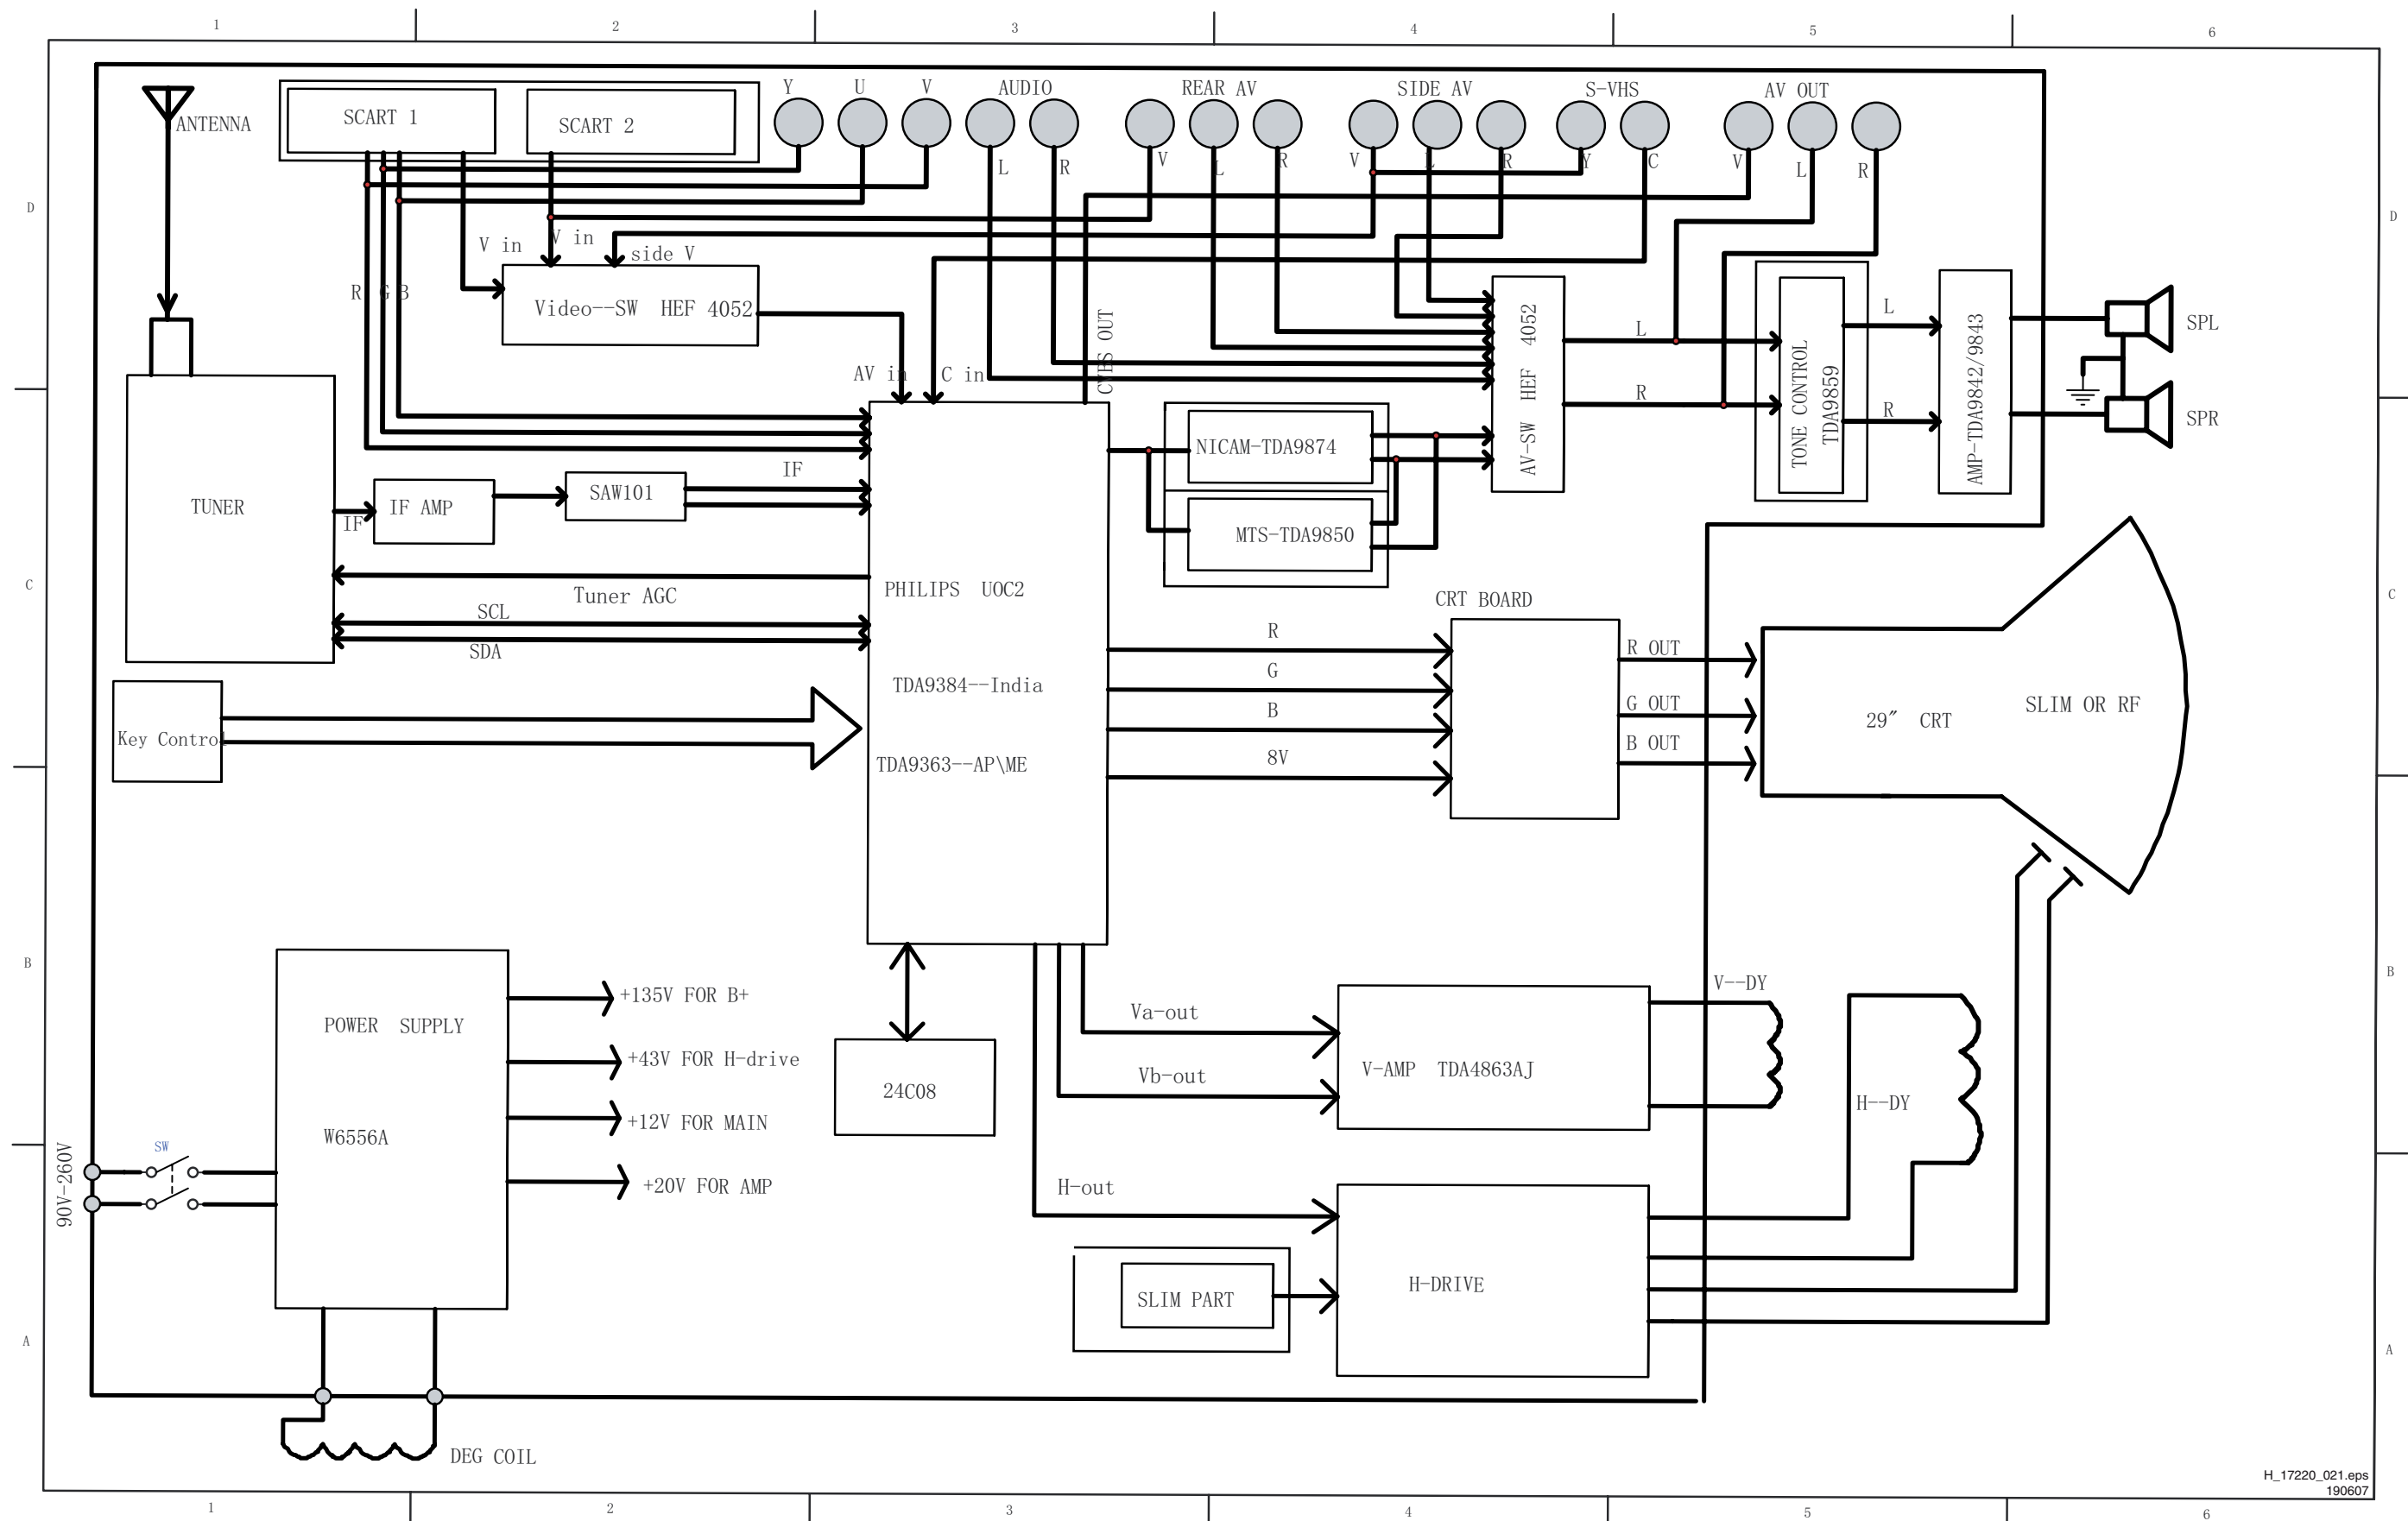 1 2 3 4 5 6
Y U V AUDIO REAR AV SIDE AV S-VHS AV OUT
ANTENNA
SCART 1
SCART 2
L R V L R V L R Y C V L R
D D
V in V in side V
R G B
Video--SW HEF 4052
AV in C in
CVBS OUT
AV-SW HEF 4052
L
R
TONE CONTROL
TDA9859
L
R
AMP-TDA9842/9843
SPL
SPR
NICAM-TDA9874
MTS-TDA9850
TUNER
IF
IF AMP
SAW101
IF
C C
Tuner AGC
SCL
SDA
PHILIPS UOC2
TDA9384--India
TDA9363--AP\ME
Key Control
CRT BOARD
R
G
B
8V
R OUT
G OUT
B OUT
29″ CRT
SLIM OR RF
B B
POWER SUPPLY
W6556A
+135V FOR B+
+43V FOR H-drive
+12V FOR MAIN
+20V FOR AMP
24C08
Va-out
Vb-out
V-AMP TDA4863AJ
V--DY
H--DY
90V-260V
SW
H-out
H-DRIVE
SLIM PART
A A
DEG COIL
H_17220_021.eps
190607
1 2 3 4 5 6